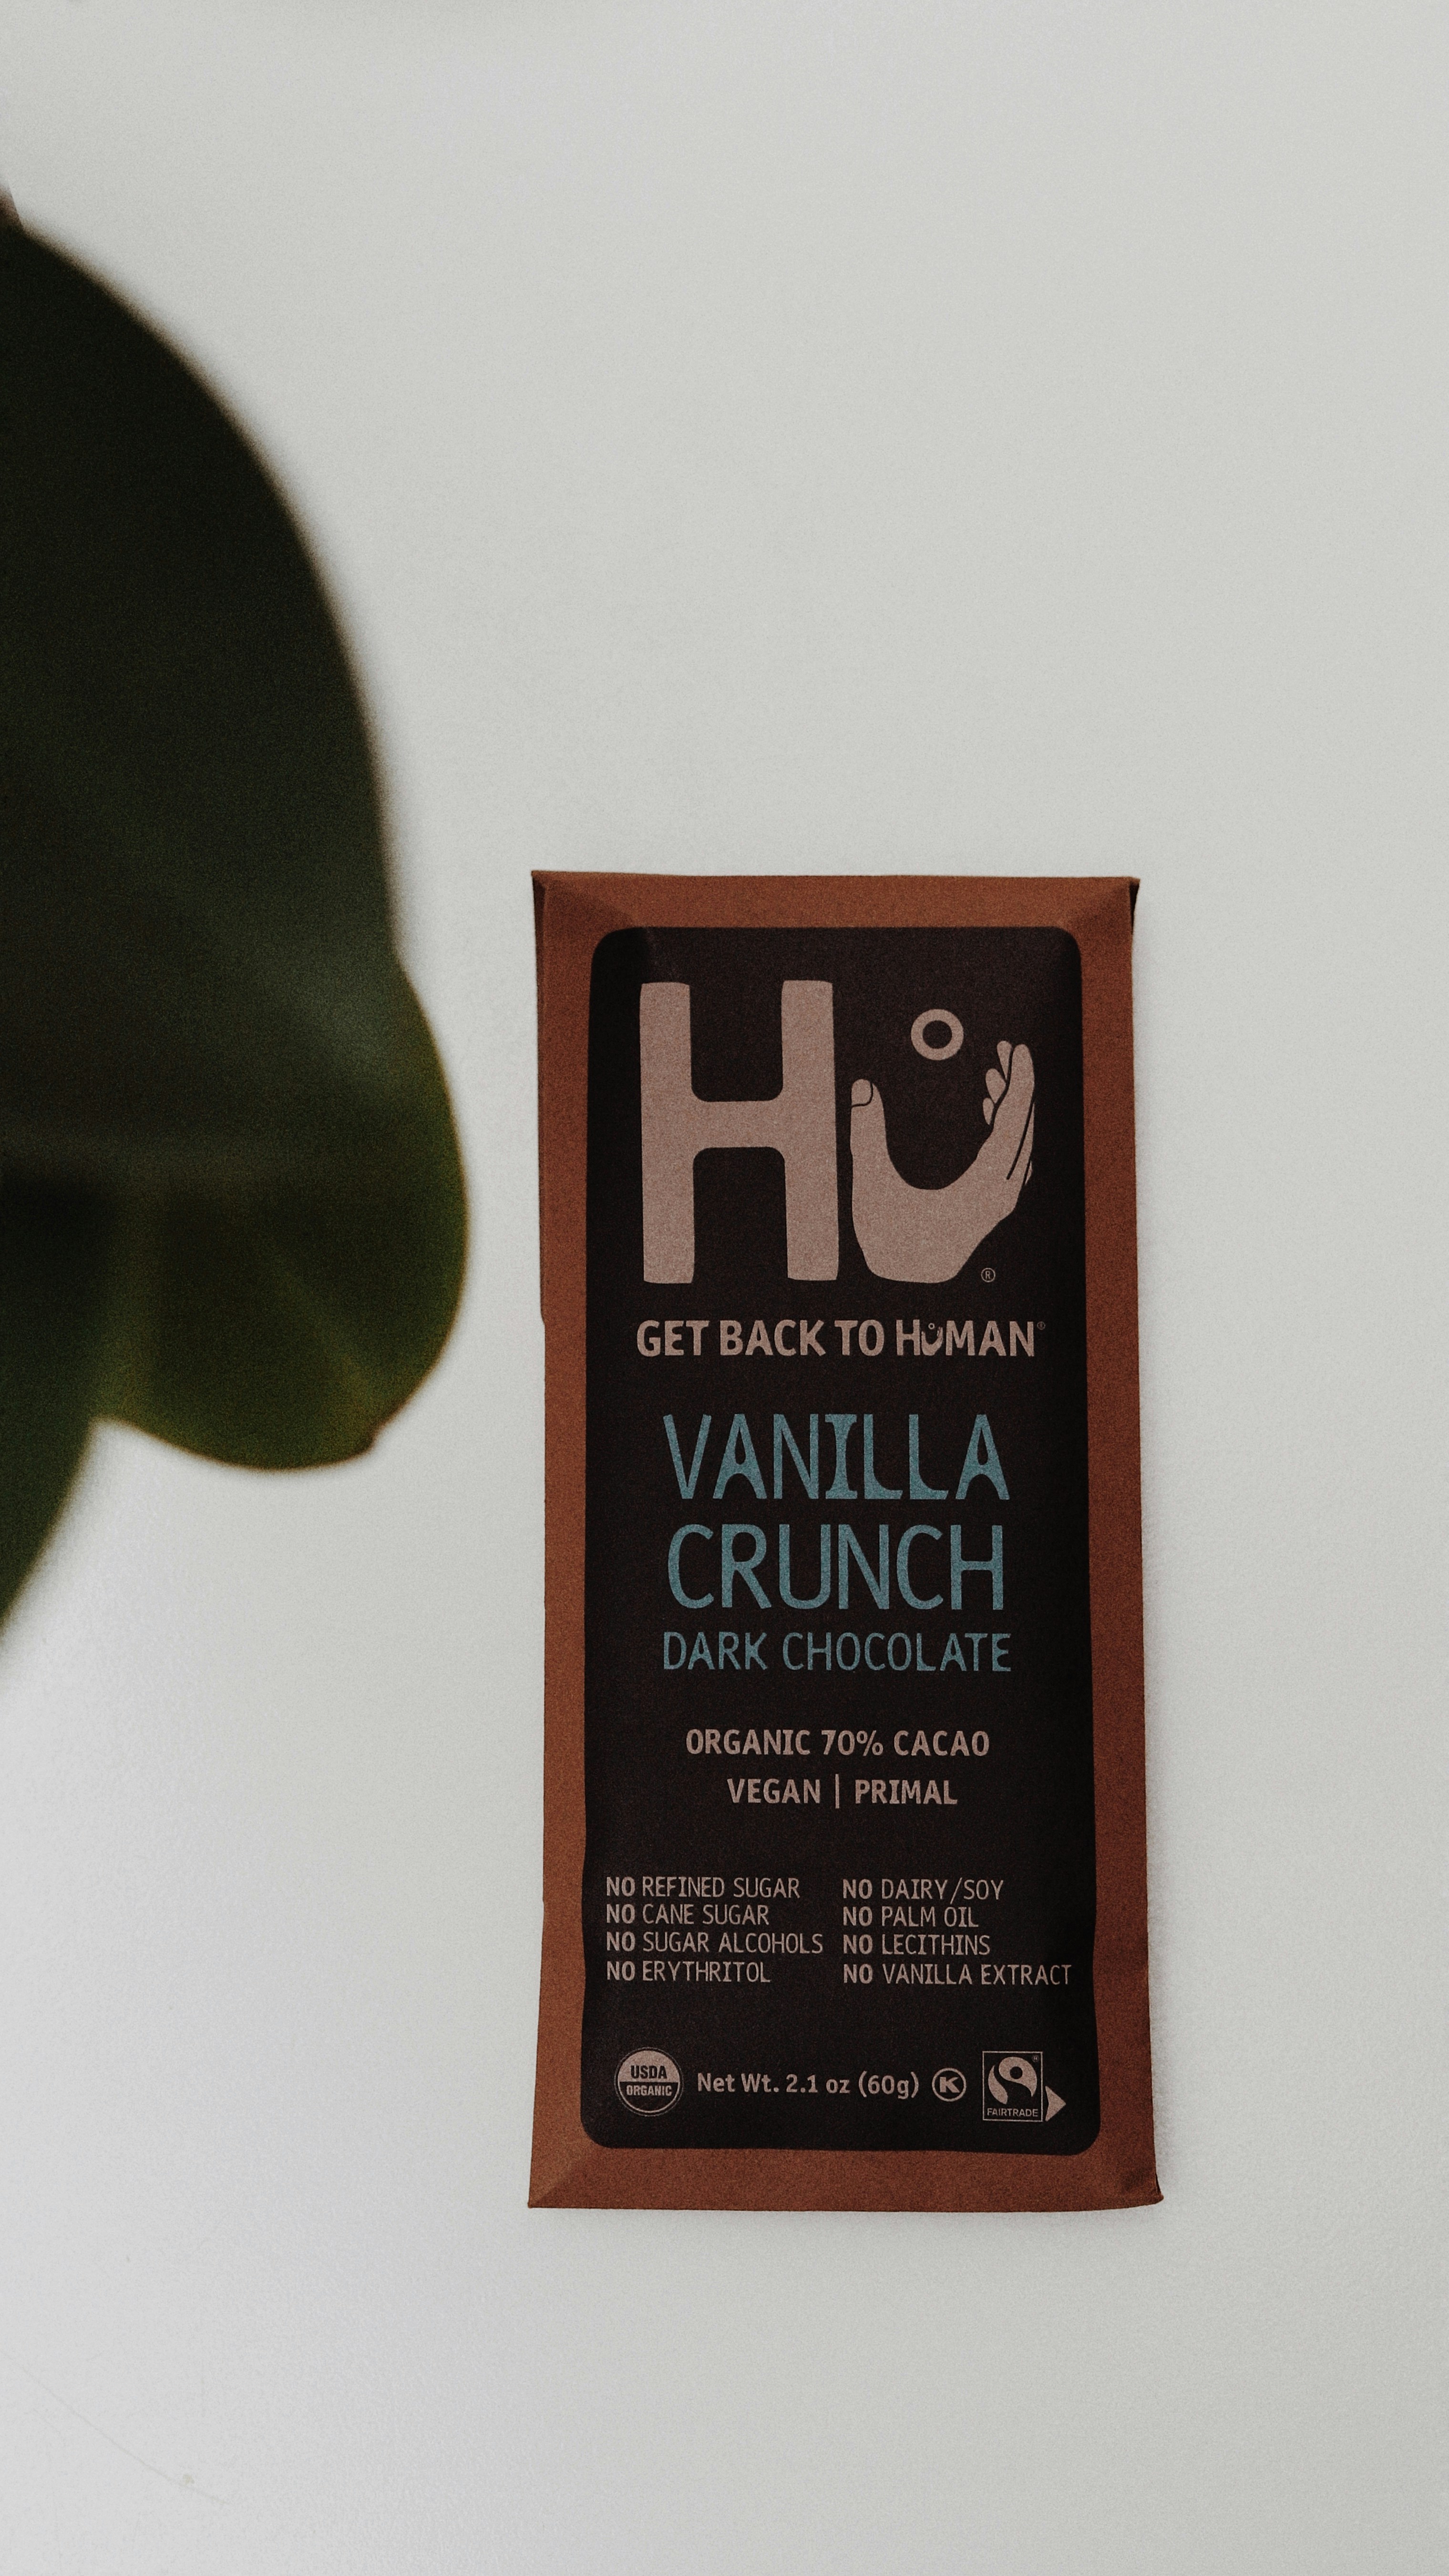 Hů®
GET BACK TO HůMAN®
VANILLA
CRUNCH
DARK CHOCOLATE
ORGANIC 70% CACAO
VEGAN | PRIMAL
NO REFINED SUGAR
NO CANE SUGAR
NO SUGAR ALCOHOLS
NO ERYTHRITOL
NO DAIRY/SOY
NO PALM OIL
NO LECITHINS
NO VANILLA EXTRACT
USDA
ORGANIC
Net Wt. 2.1 oz (60g)
K
FAIRTRADE